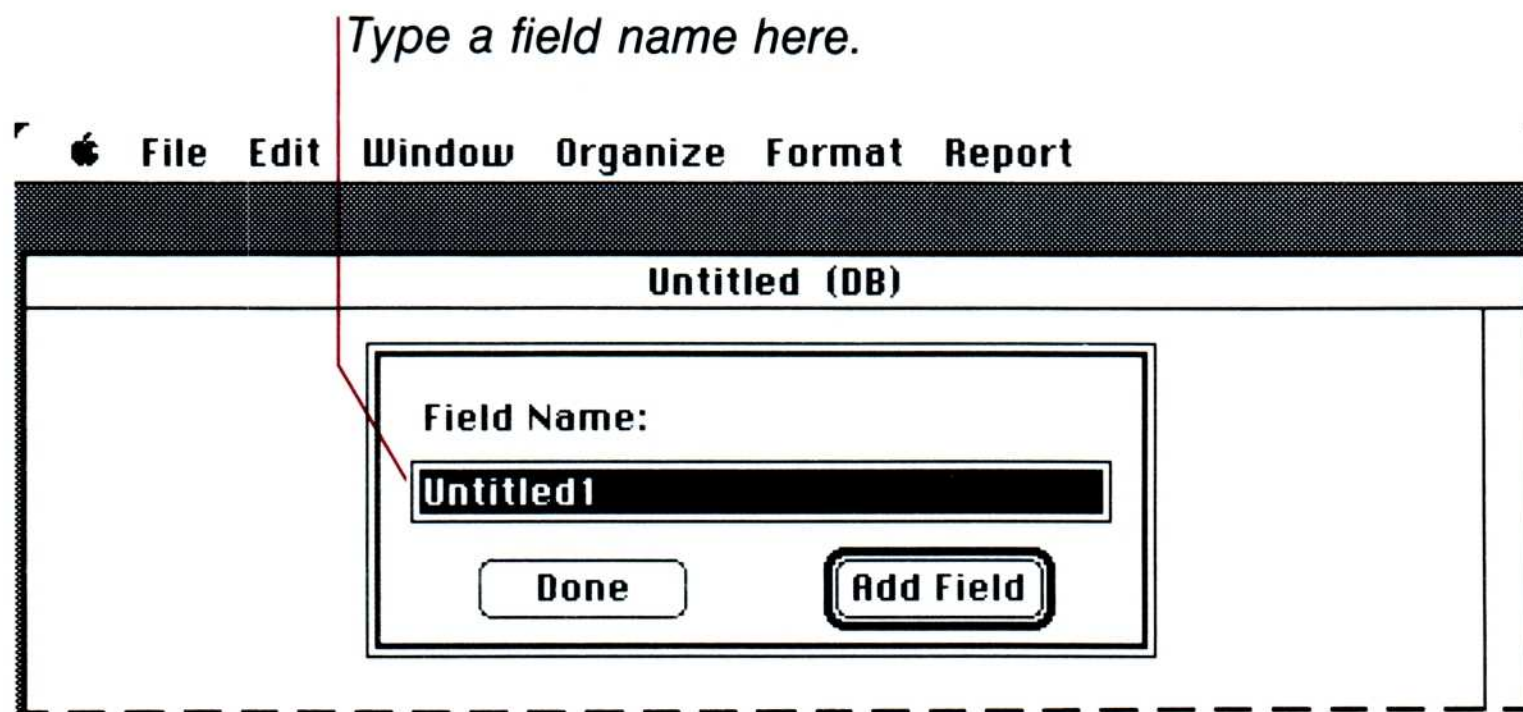 Type a field name here.
File Edit Window Organize Format Report
Untitled (DB)
Field Name:
Untitled1
Done Add Field